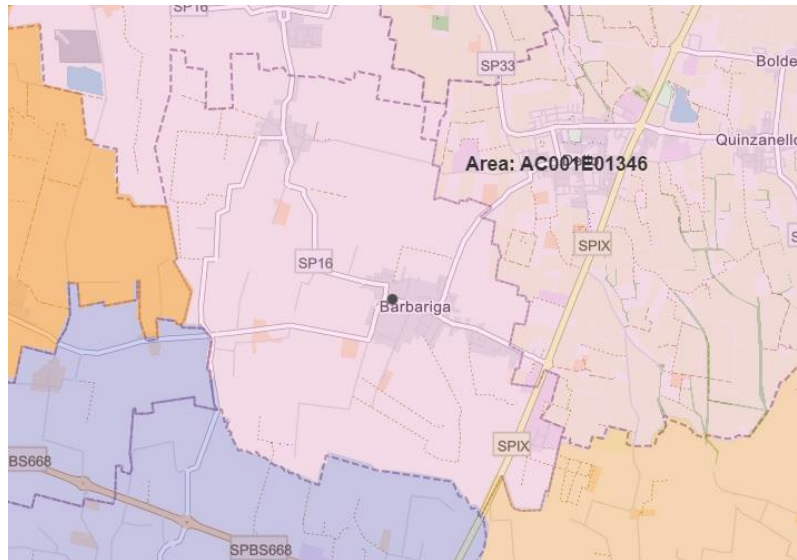 SP16
SP33
Bolde
Quinzanello
Area: AC001E01346
SPIX
SP16
Barbariga
SPIX
BS668
SPBS668